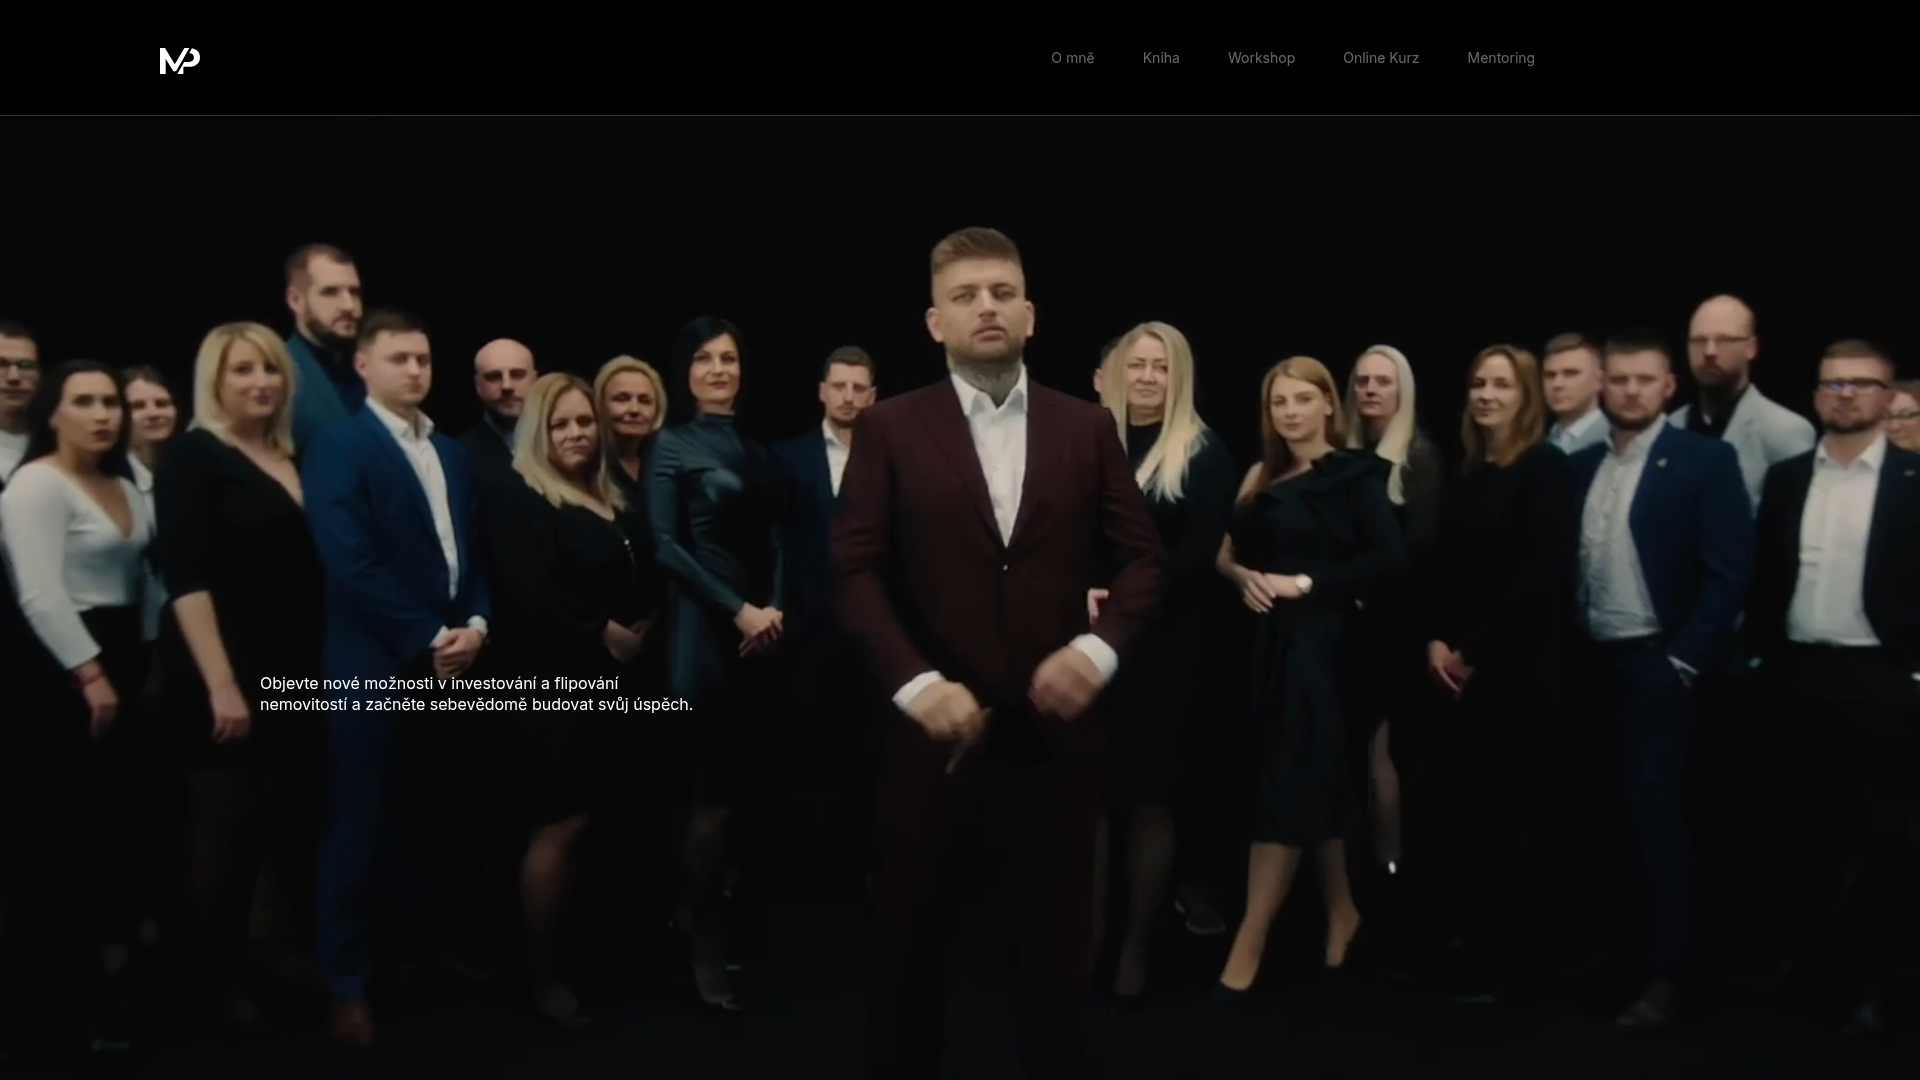 MP
O mně
Kniha
Workshop
Online Kurz
Mentoring
Objevte nové možnosti v investování a flipování
nemovitostí a začněte sebevědomě budovat svůj úspěch.